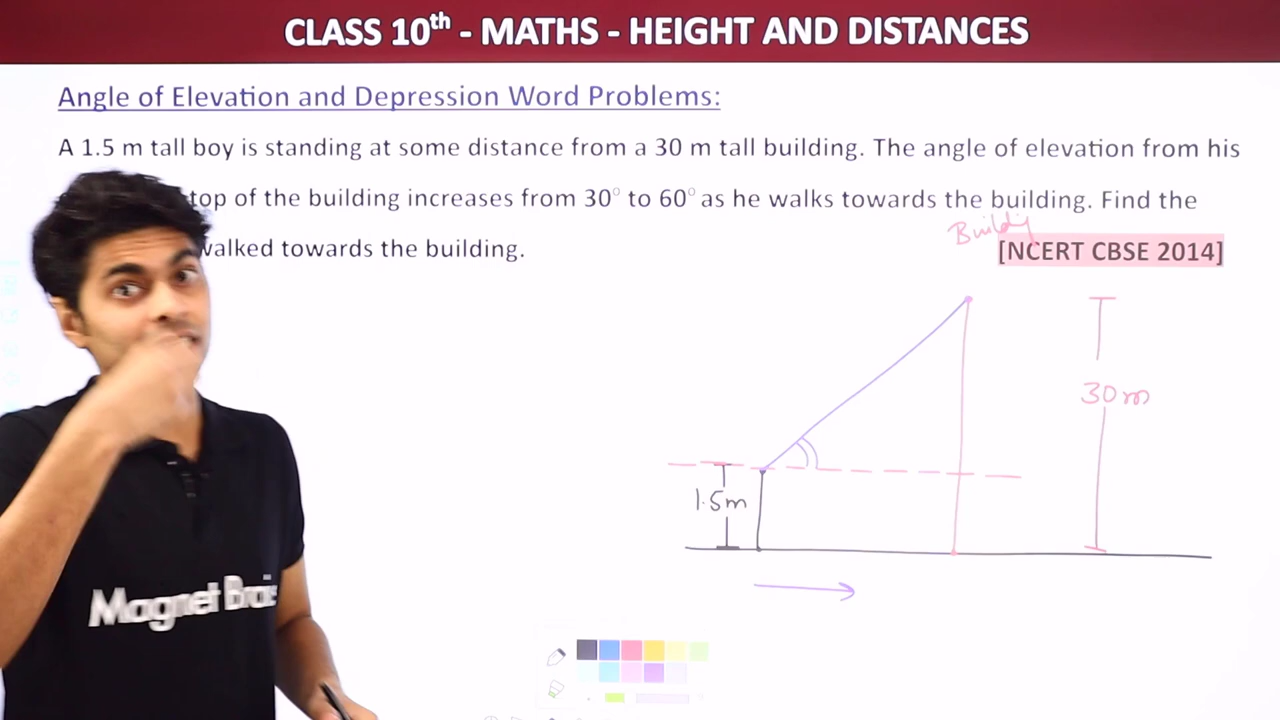 CLASS 10th - MATHS - HEIGHT AND DISTANCES
Angle of Elevation and Depression Word Problems:
A 1.5 m tall boy is standing at some distance from a 30 m tall building. The angle of elevation from his
top of the building increases from 30° to 60° as he walks towards the building. Find the
walked towards the building.
[NCERT CBSE 2014]
30 m
1.5m
Magnet